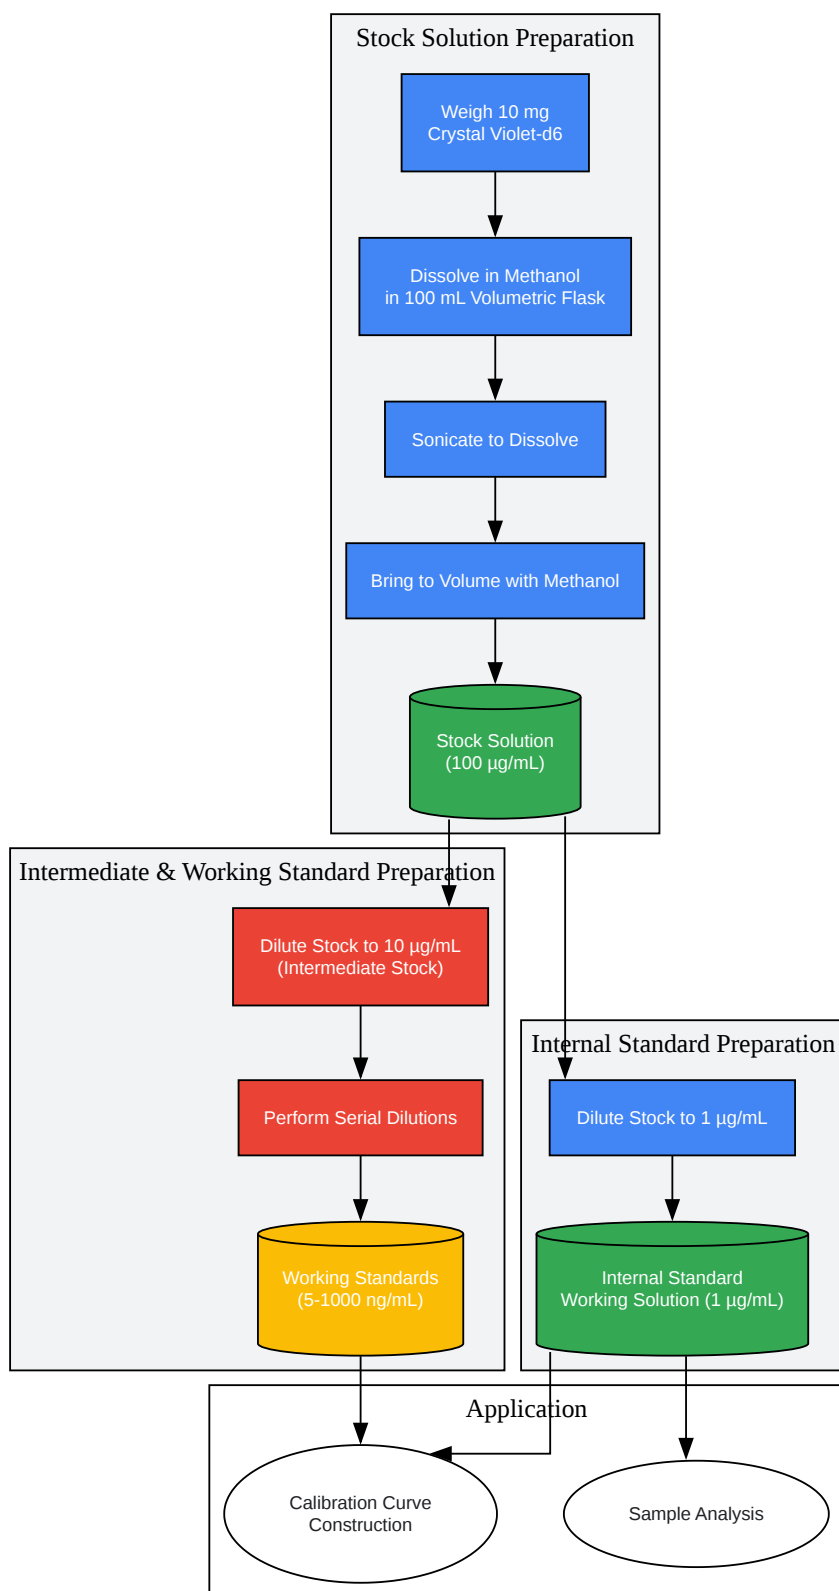 Stock Solution Preparation
Weigh 10 mg
Crystal Violet-d6
Dissolve in Methanol
in 100 mL Volumetric Flask
Sonicate to Dissolve
Bring to Volume with Methanol
Stock Solution
(100 µg/mL)
Intermediate & Working Standard Preparation
Dilute Stock to 10 µg/mL
(Intermediate Stock)
Perform Serial Dilutions
Working Standards
(5-1000 ng/mL)
Internal Standard Preparation
Dilute Stock to 1 µg/mL
Internal Standard
Working Solution (1 µg/mL)
Application
Calibration Curve
Construction
Sample Analysis